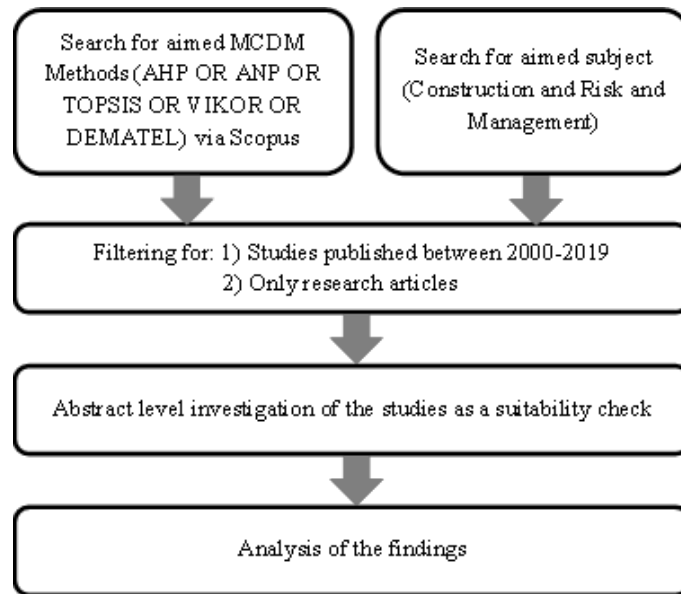 Search for aimed MCDM
Methods (AHP OR ANP OR
TOPSIS OR VIKOR OR
DEMATEL) via Scopus
Search for aimed subject
(Construction and Risk and
Management)
Filtering for: 1) Studies published between 2000-2019
2) Only research articles
Abstract level investigation of the studies as a suitability check
Analysis of the findings